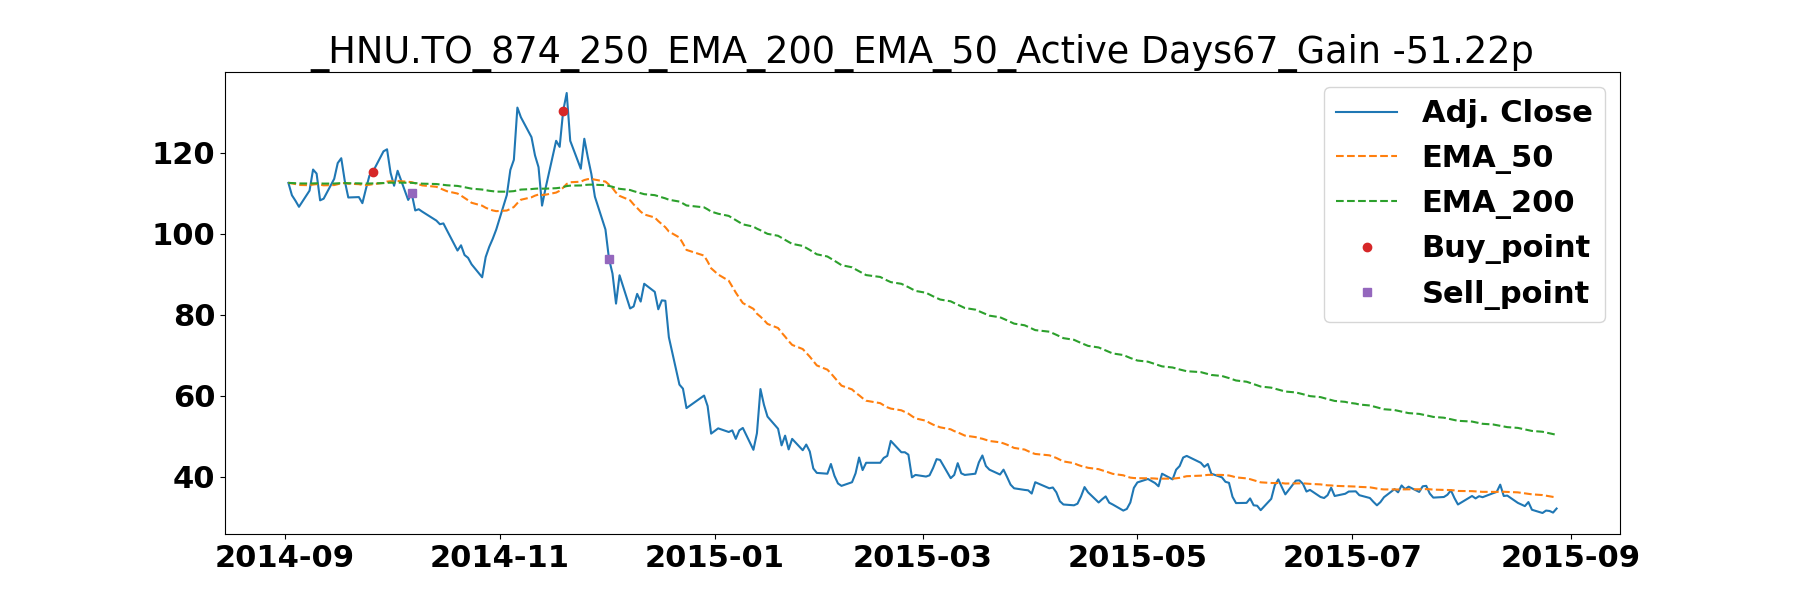 _HNU.TO_874_250_EMA_200_EMA_50_Active Days67_Gain -51.22p
120
100
80
60
40
Adj. Close
EMA_50
EMA_200
Buy_point
Sell_point
2014-09 2014-11 2015-01 2015-03 2015-05 2015-07 2015-09